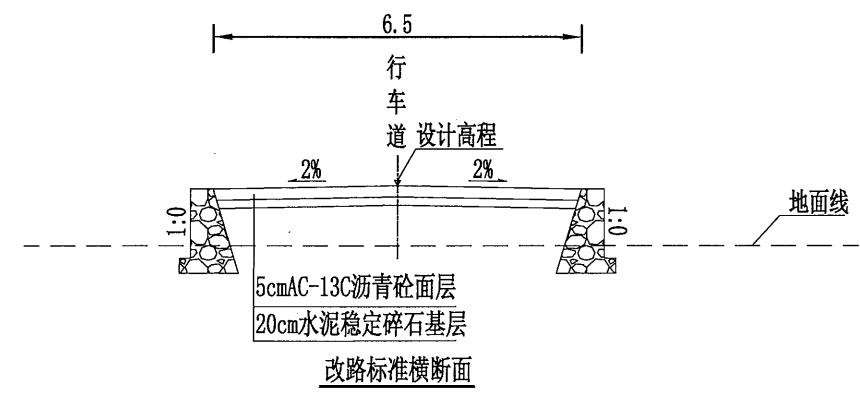 6.5
行车道
设计高程
2%
2%
1:0
1:0
地面线
5cmAC-13C沥青砼面层
20cm水泥稳定碎石基层
改路标准横断面